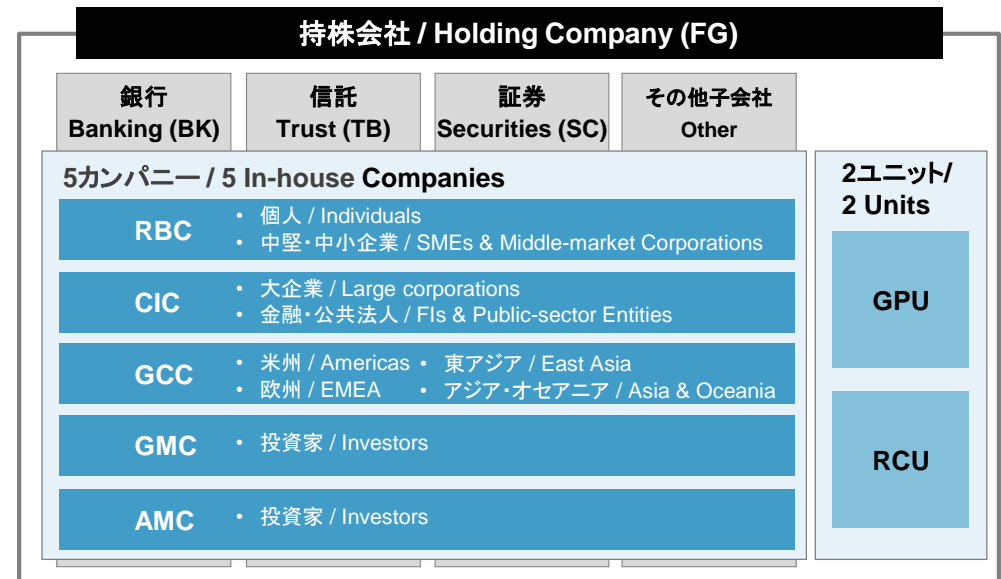 持株会社 / Holding Company (FG)
銀行
Banking (BK)
信託
Trust (TB)
証券
Securities (SC)
その他子会社
Other
5カンパニー / 5 In-house Companies
RBC
• 個人 / Individuals
• 中堅・中小企業 / SMEs & Middle-market Corporations
CIC
• 大企業 / Large corporations
• 金融・公共法人 / FIs & Public-sector Entities
GCC
• 米州 / Americas • 東アジア / East Asia
• 欧州 / EMEA • アジア・オセアニア / Asia & Oceania
GMC
• 投資家 / Investors
AMC
• 投資家 / Investors
2ユニット/
2 Units
GPU
RCU